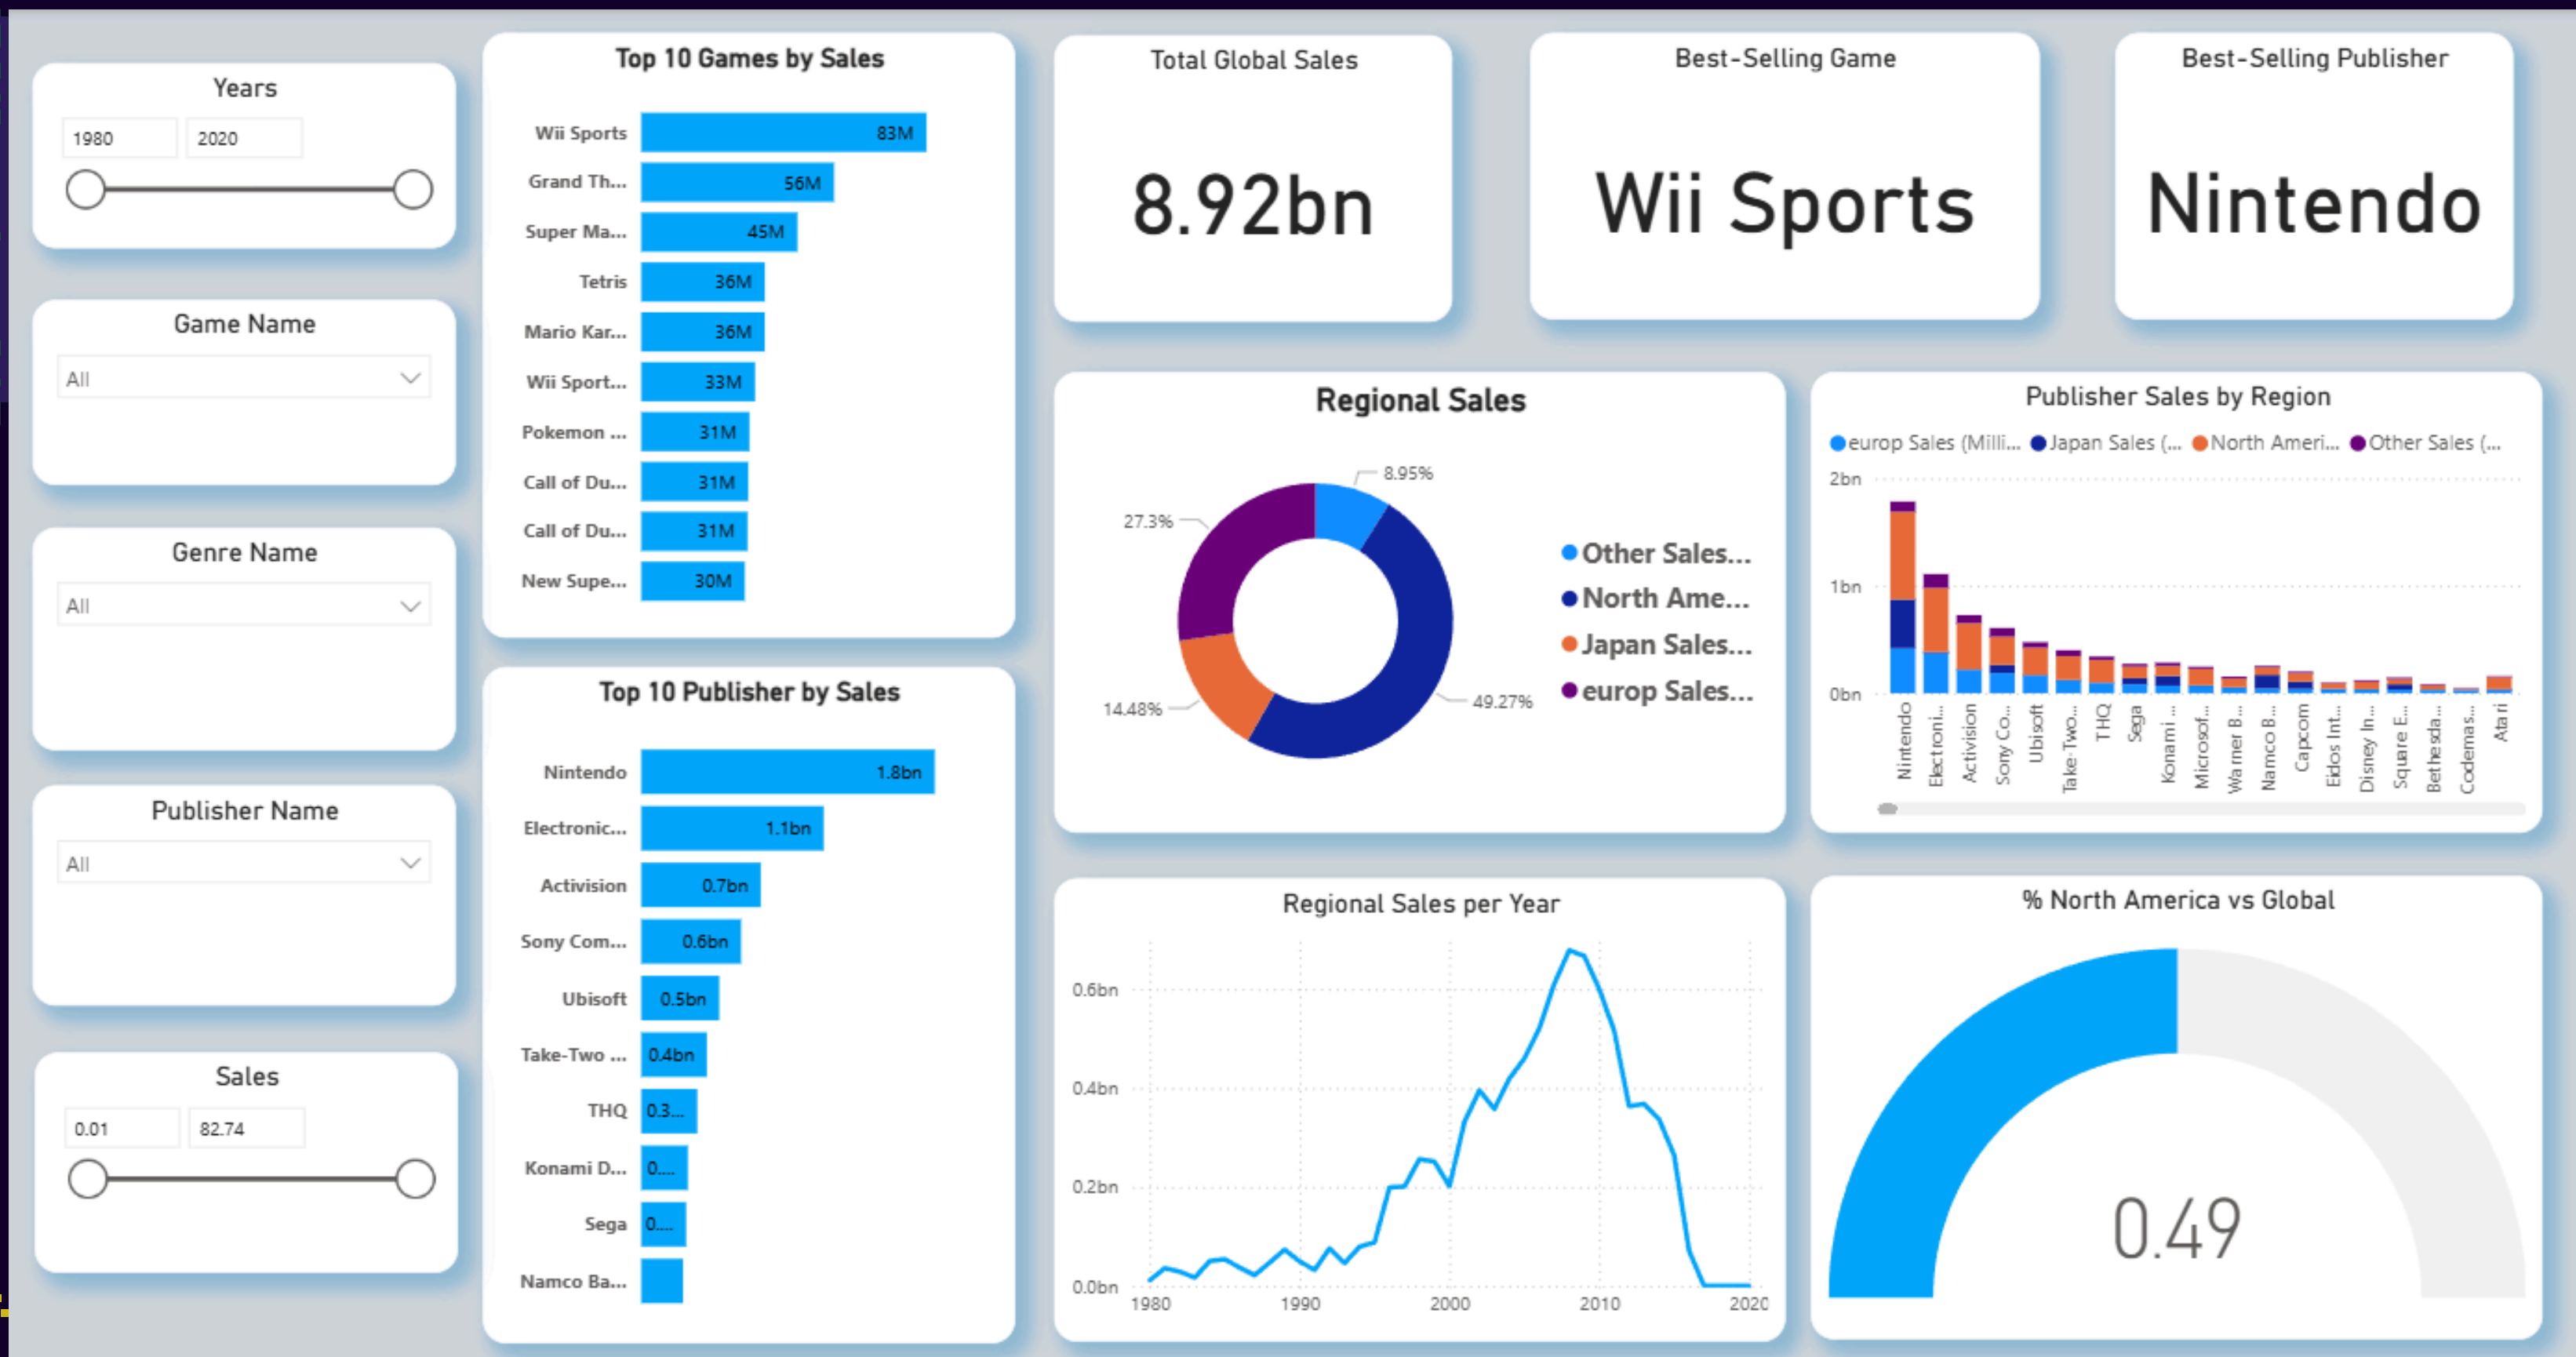 Years
1980
2020
Game Name
All
Genre Name
All
Publisher Name
All
Sales
0.01
82.74
Top 10 Games by Sales
Wii Sports 83M
Grand Th... 56M
Super Ma... 45M
Tetris 36M
Mario Kar... 36M
Wii Sport... 33M
Pokemon ... 31M
Call of Du... 31M
Call of Du... 31M
New Supe... 30M
Top 10 Publisher by Sales
Nintendo 1.8bn
Electronic... 1.1bn
Activision 0.7bn
Sony Com... 0.6bn
Ubisoft 0.5bn
Take-Two ... 0.4bn
THQ 0.3...
Konami D... 0....
Sega 0....
Namco Ba...
Total Global Sales
8.92bn
Best-Selling Game
Wii Sports
Best-Selling Publisher
Nintendo
Regional Sales
8.95%
27.3%
14.48%
49.27%
Other Sales...
North Ame...
Japan Sales...
europ Sales...
Publisher Sales by Region
europ Sales (Milli... Japan Sales (... North Ameri... Other Sales (...
2bn
1bn
0bn
Nintendo
Electroni...
Activision
Sony Co...
Ubisoft
Take-Two...
THQ
Sega
Konami ...
Microsof...
Warner B...
Namco B...
Capcom
Eidos Int...
Disney In...
Square E...
Bethesda...
Codemas...
Atari
Regional Sales per Year
0.6bn
0.4bn
0.2bn
0.0bn
1980 1990 2000 2010 2020
% North America vs Global
0.49